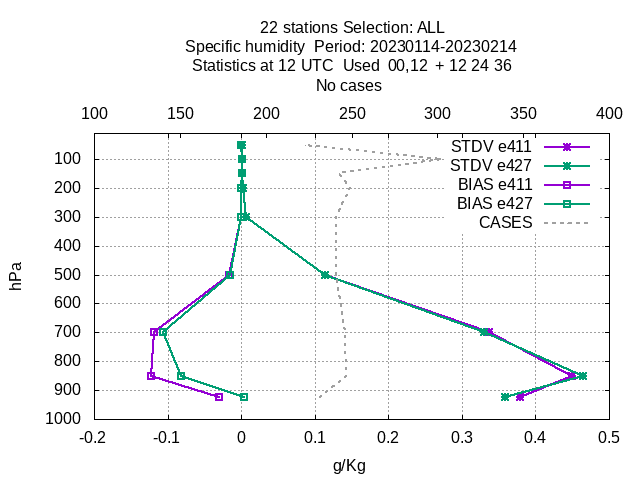 22 stations Selection: ALL
Specific humidity  Period: 20230114-20230214
Statistics at 12 UTC  Used  00,12  + 12 24 36
No cases
100 150 200 250 300 350 400
STDV e411
STDV e427
BIAS e411
BIAS e427
CASES
100
200
300
400
500
600
700
800
900
1000
hPa
-0.2 -0.1 0 0.1 0.2 0.3 0.4 0.5
g/Kg